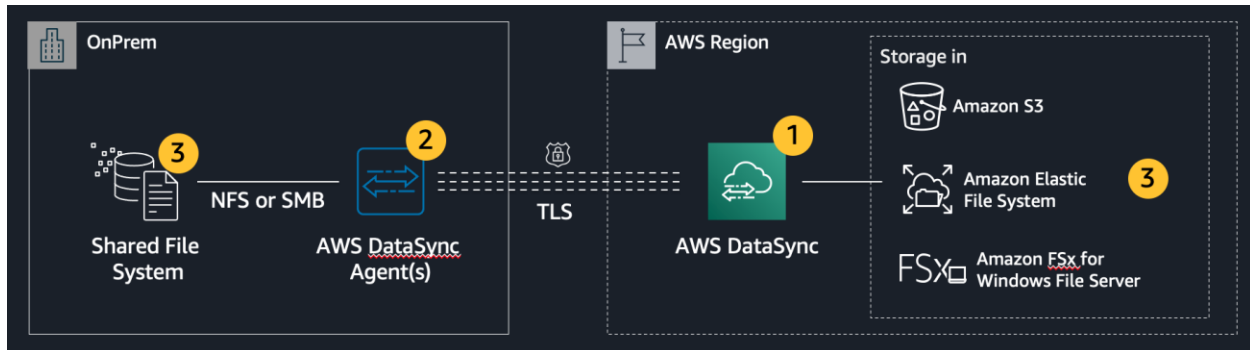 OnPrem
3
Shared File
System
NFS or SMB
2
AWS DataSync
Agent(s)
TLS
AWS Region
1
AWS DataSync
Storage in
Amazon S3
Amazon Elastic
File System
3
FSx
Amazon FSx for
Windows File Server